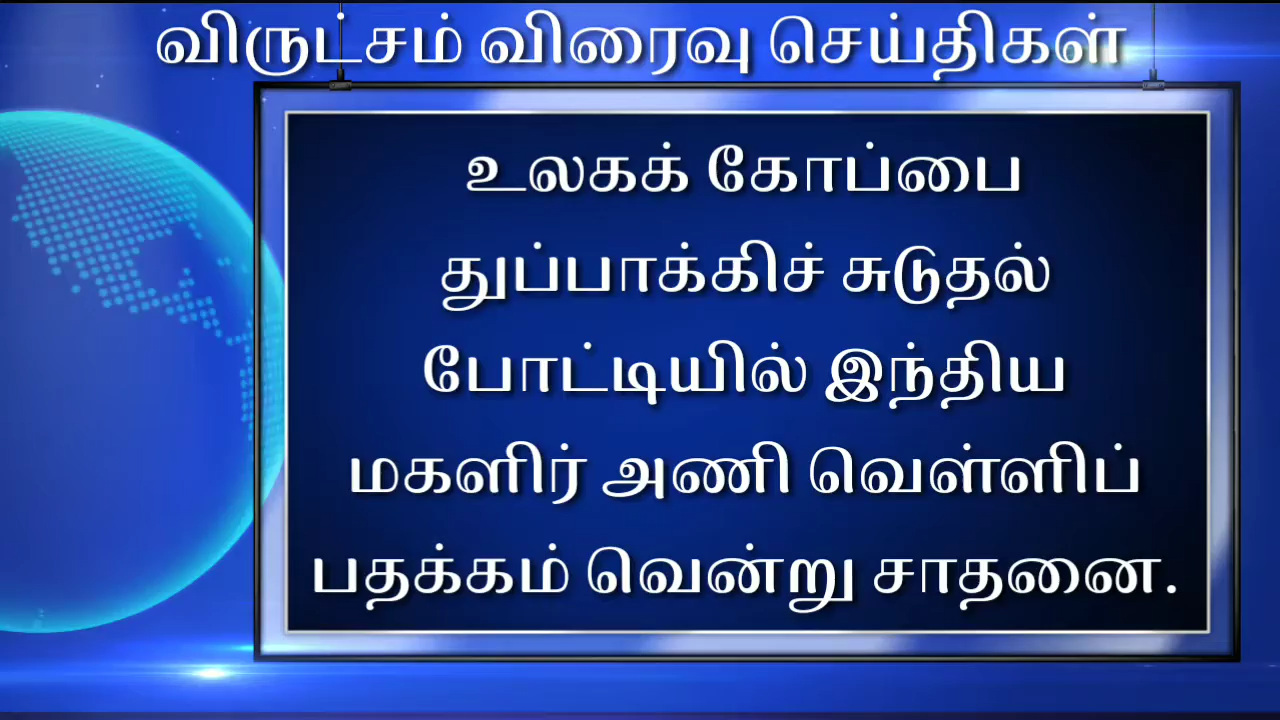 விருட்சம் விரைவு செய்திகள்
உலகக் கோப்பை
துப்பாக்கிச் சுடுதல்
போட்டியில் இந்திய
மகளிர் அணி வெள்ளிப்
பதக்கம் வென்று சாதனை.